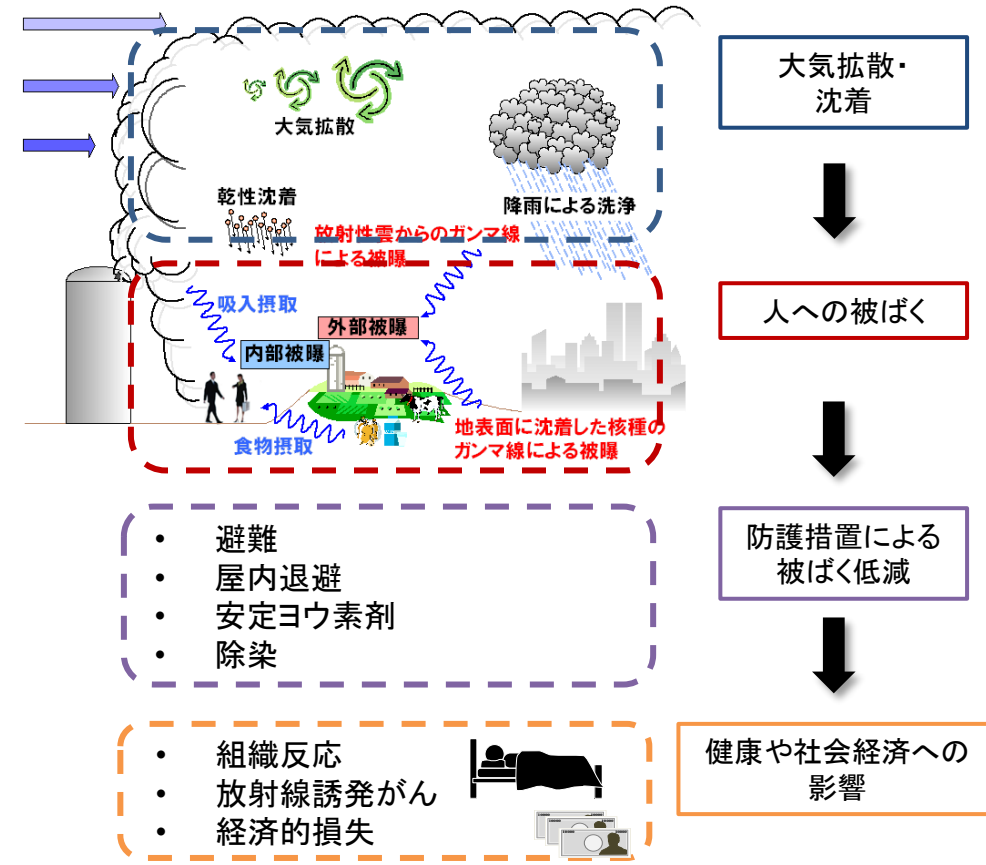 大気拡散
乾性沈着
降雨による洗浄
放射性雲からのガンマ線
による被曝
大気拡散・
沈着
吸入摂取
外部被曝
内部被曝
食物摂取
地表面に沈着した核種の
ガンマ線による被曝
人への被ばく
• 避難
• 屋内退避
• 安定ヨウ素剤
• 除染
防護措置による
被ばく低減
• 組織反応
• 放射線誘発がん
• 経済的損失
健康や社会経済への
影響